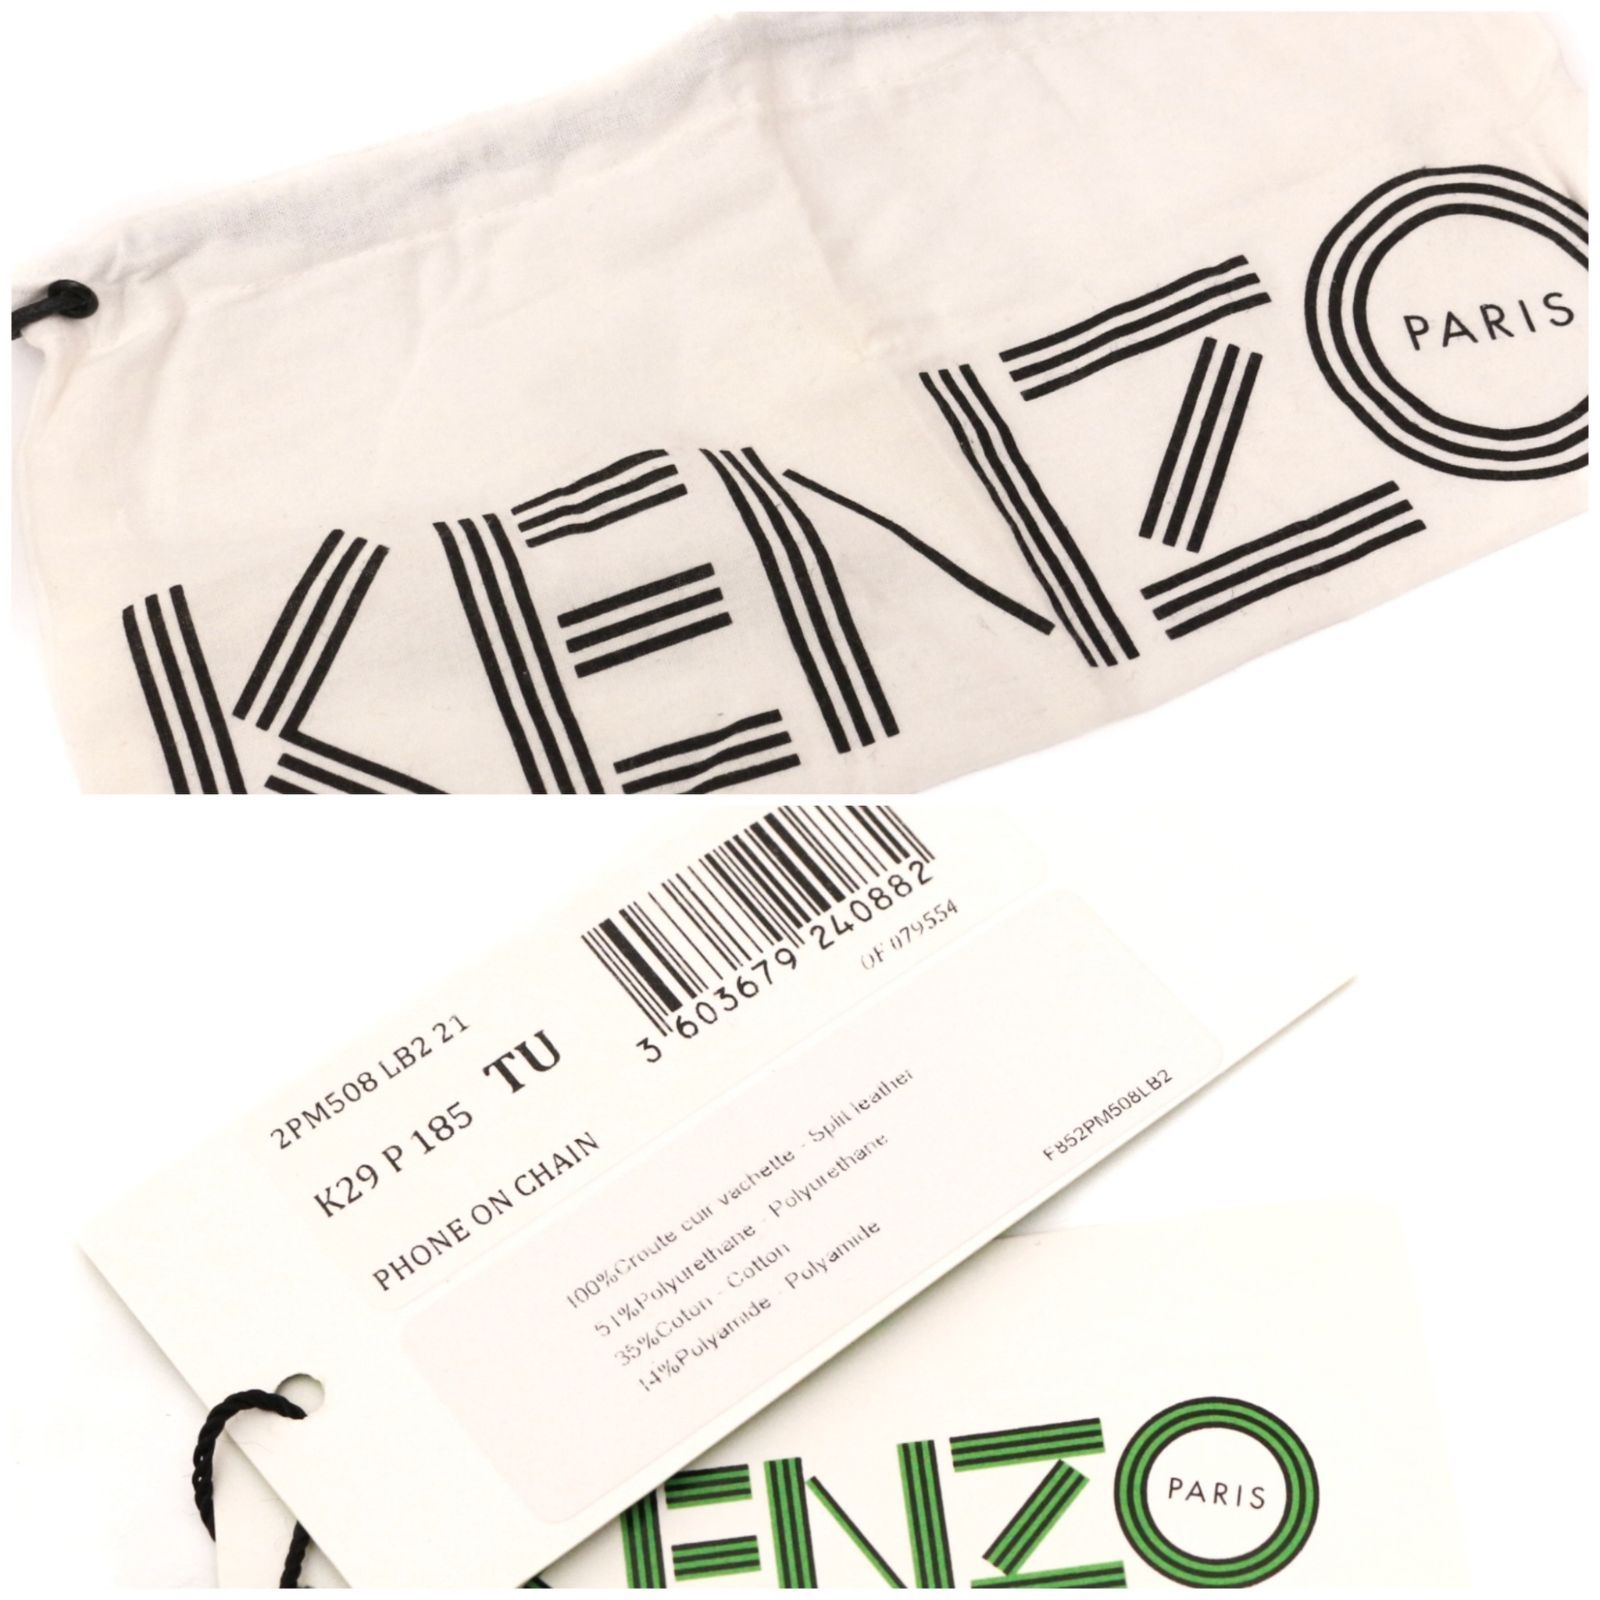 KENZO
PARIS
3 603679 240882
OF 079554
2PM508 LB2 21
K29 P 185 TU
PHONE ON CHAIN
100%Croute cuir vachette - Split leather
51%Polyurethane - Polyurethane
35%Coton - Cotton
14%Polyamide - Polyamide
F852PM508LB2
ENZO
PARIS